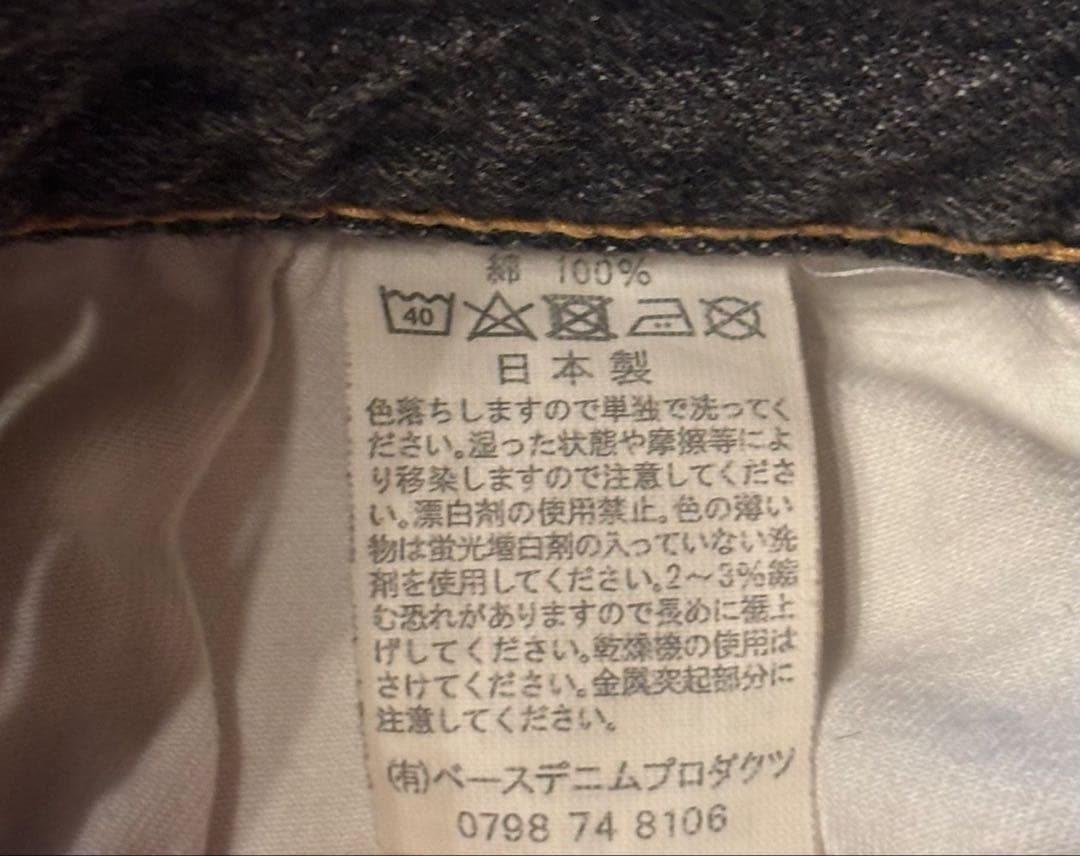 綿 100%
40
日本製
色落ちしますので単独で洗ってく
ださい。湿った状態や摩擦等によ
り移染しますので注意してくださ
い。漂白剤の使用禁止。色の薄い
物は蛍光増白剤の入っていない洗
剤を使用してください。2～3%縮
む恐れがありますので長めに裾上
げしてください。乾燥機の使用は
さけてください。金属突起部分に
注意してください。
(有)ベースデニムプロダクツ
0798 74 8106